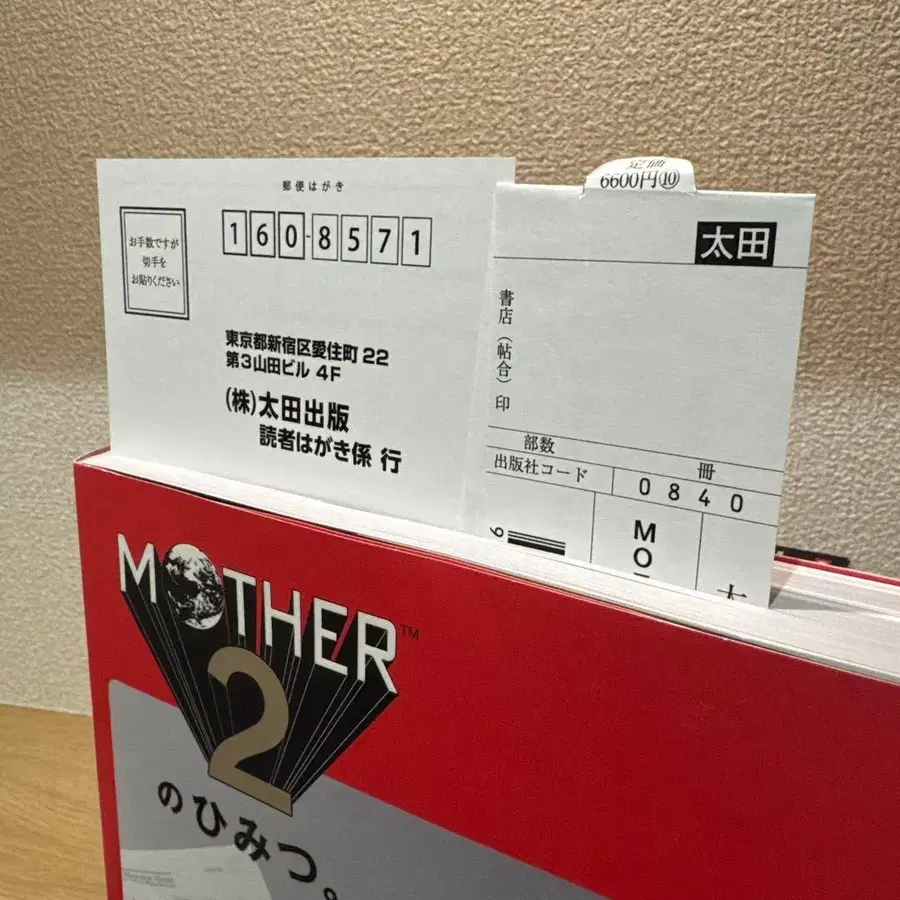 郵便はがき
お手数ですが
切手を
お貼りください
160-8571
東京都新宿区愛住町22
第3山田ビル 4F
(株)太田出版
読者はがき係 行
定価
6600円⑩
太田
書店（帖合）印
部数
冊
出版社コード
0840
9
MO
MOTHER™
2
のひみつ。